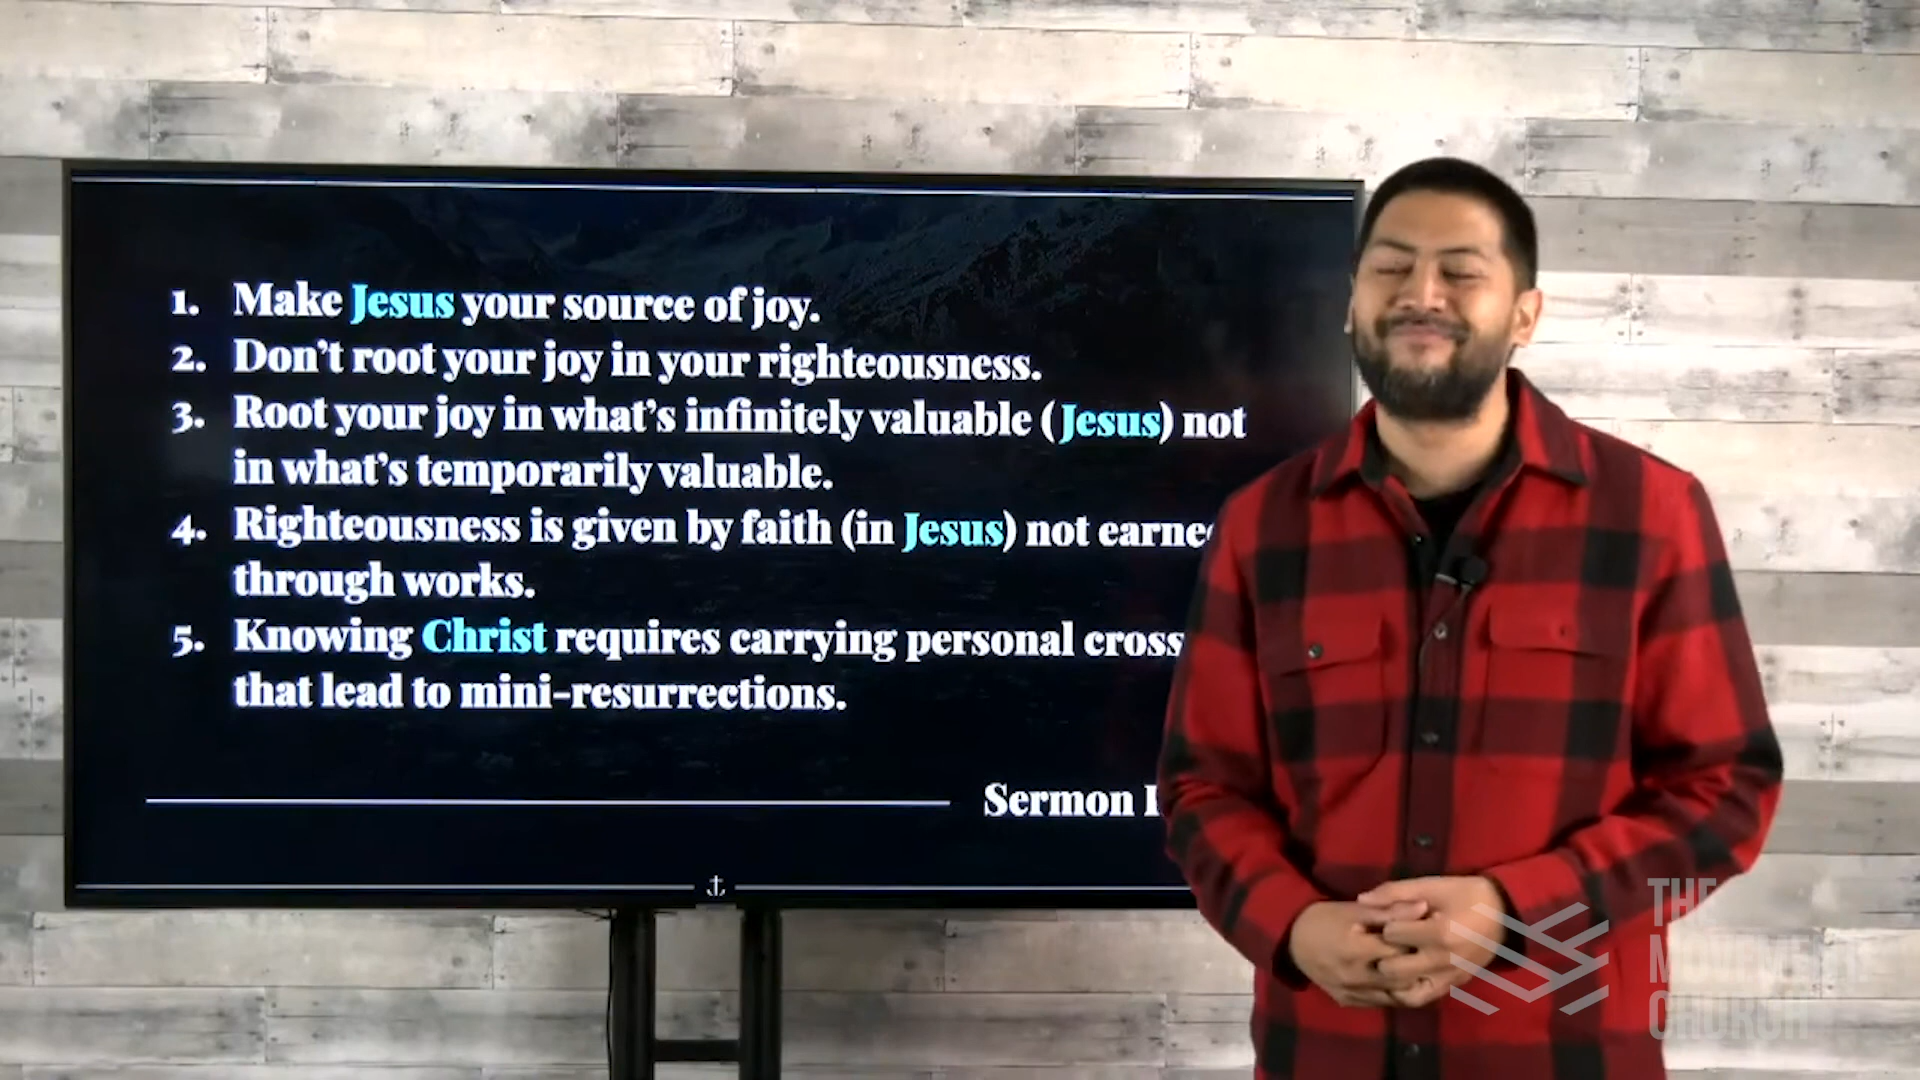 1. Make Jesus your source of joy.
2. Don't root your joy in your righteousness.
3. Root your joy in what's infinitely valuable (Jesus) not
in what's temporarily valuable.
4. Righteousness is given by faith (in Jesus) not
through works.
5. Knowing Christ requires carrying personal
that lead to mini-resurrections.
Sermon
THE
MOVEMENT
CHURCH